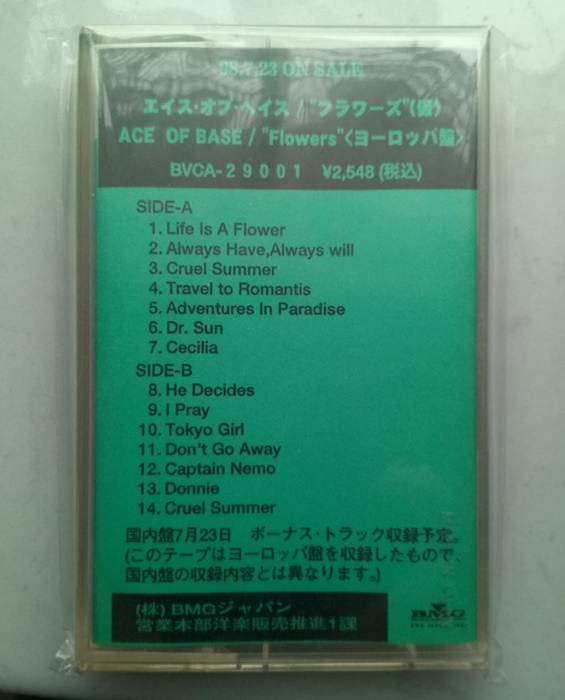 98.7.23 ON SALE
エイス・オブ・ベイス / "フラワーズ"(仮)
ACE OF BASE / "Flowers"<ヨーロッパ盤>
BVCA-29001 ¥2,548 (税込)
SIDE-A
1. Life Is A Flower
2. Always Have,Always will
3. Cruel Summer
4. Travel to Romantis
5. Adventures In Paradise
6. Dr. Sun
7. Cecilia
SIDE-B
8. He Decides
9. I Pray
10. Tokyo Girl
11. Don't Go Away
12. Captain Nemo
13. Donnie
14. Cruel Summer
国内盤7月23日 ボーナス・トラック収録予定。
(このテープはヨーロッパ盤を収録したもので、
国内盤の収録内容とは異なります。)
(株) BMGジャパン
営業本部洋楽販売推進1課
BMG